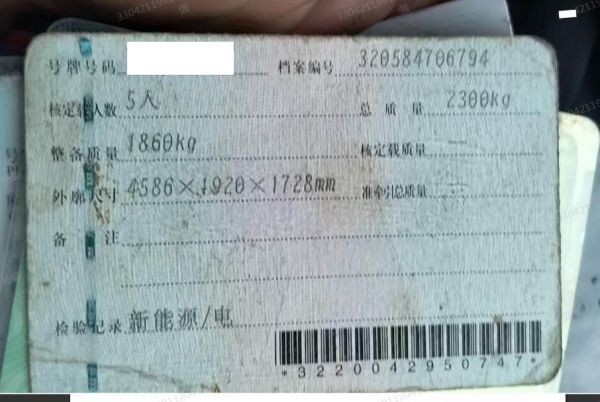 号牌号码 档案编号 320584706794
核定载人数 5人 总质量 2300kg
整备质量 1860kg 核定载质量 --
外廓尺寸 4586×1920×1728mm 准牵引总质量 --
备注
检验记录 新能源/电
*3220042950747*